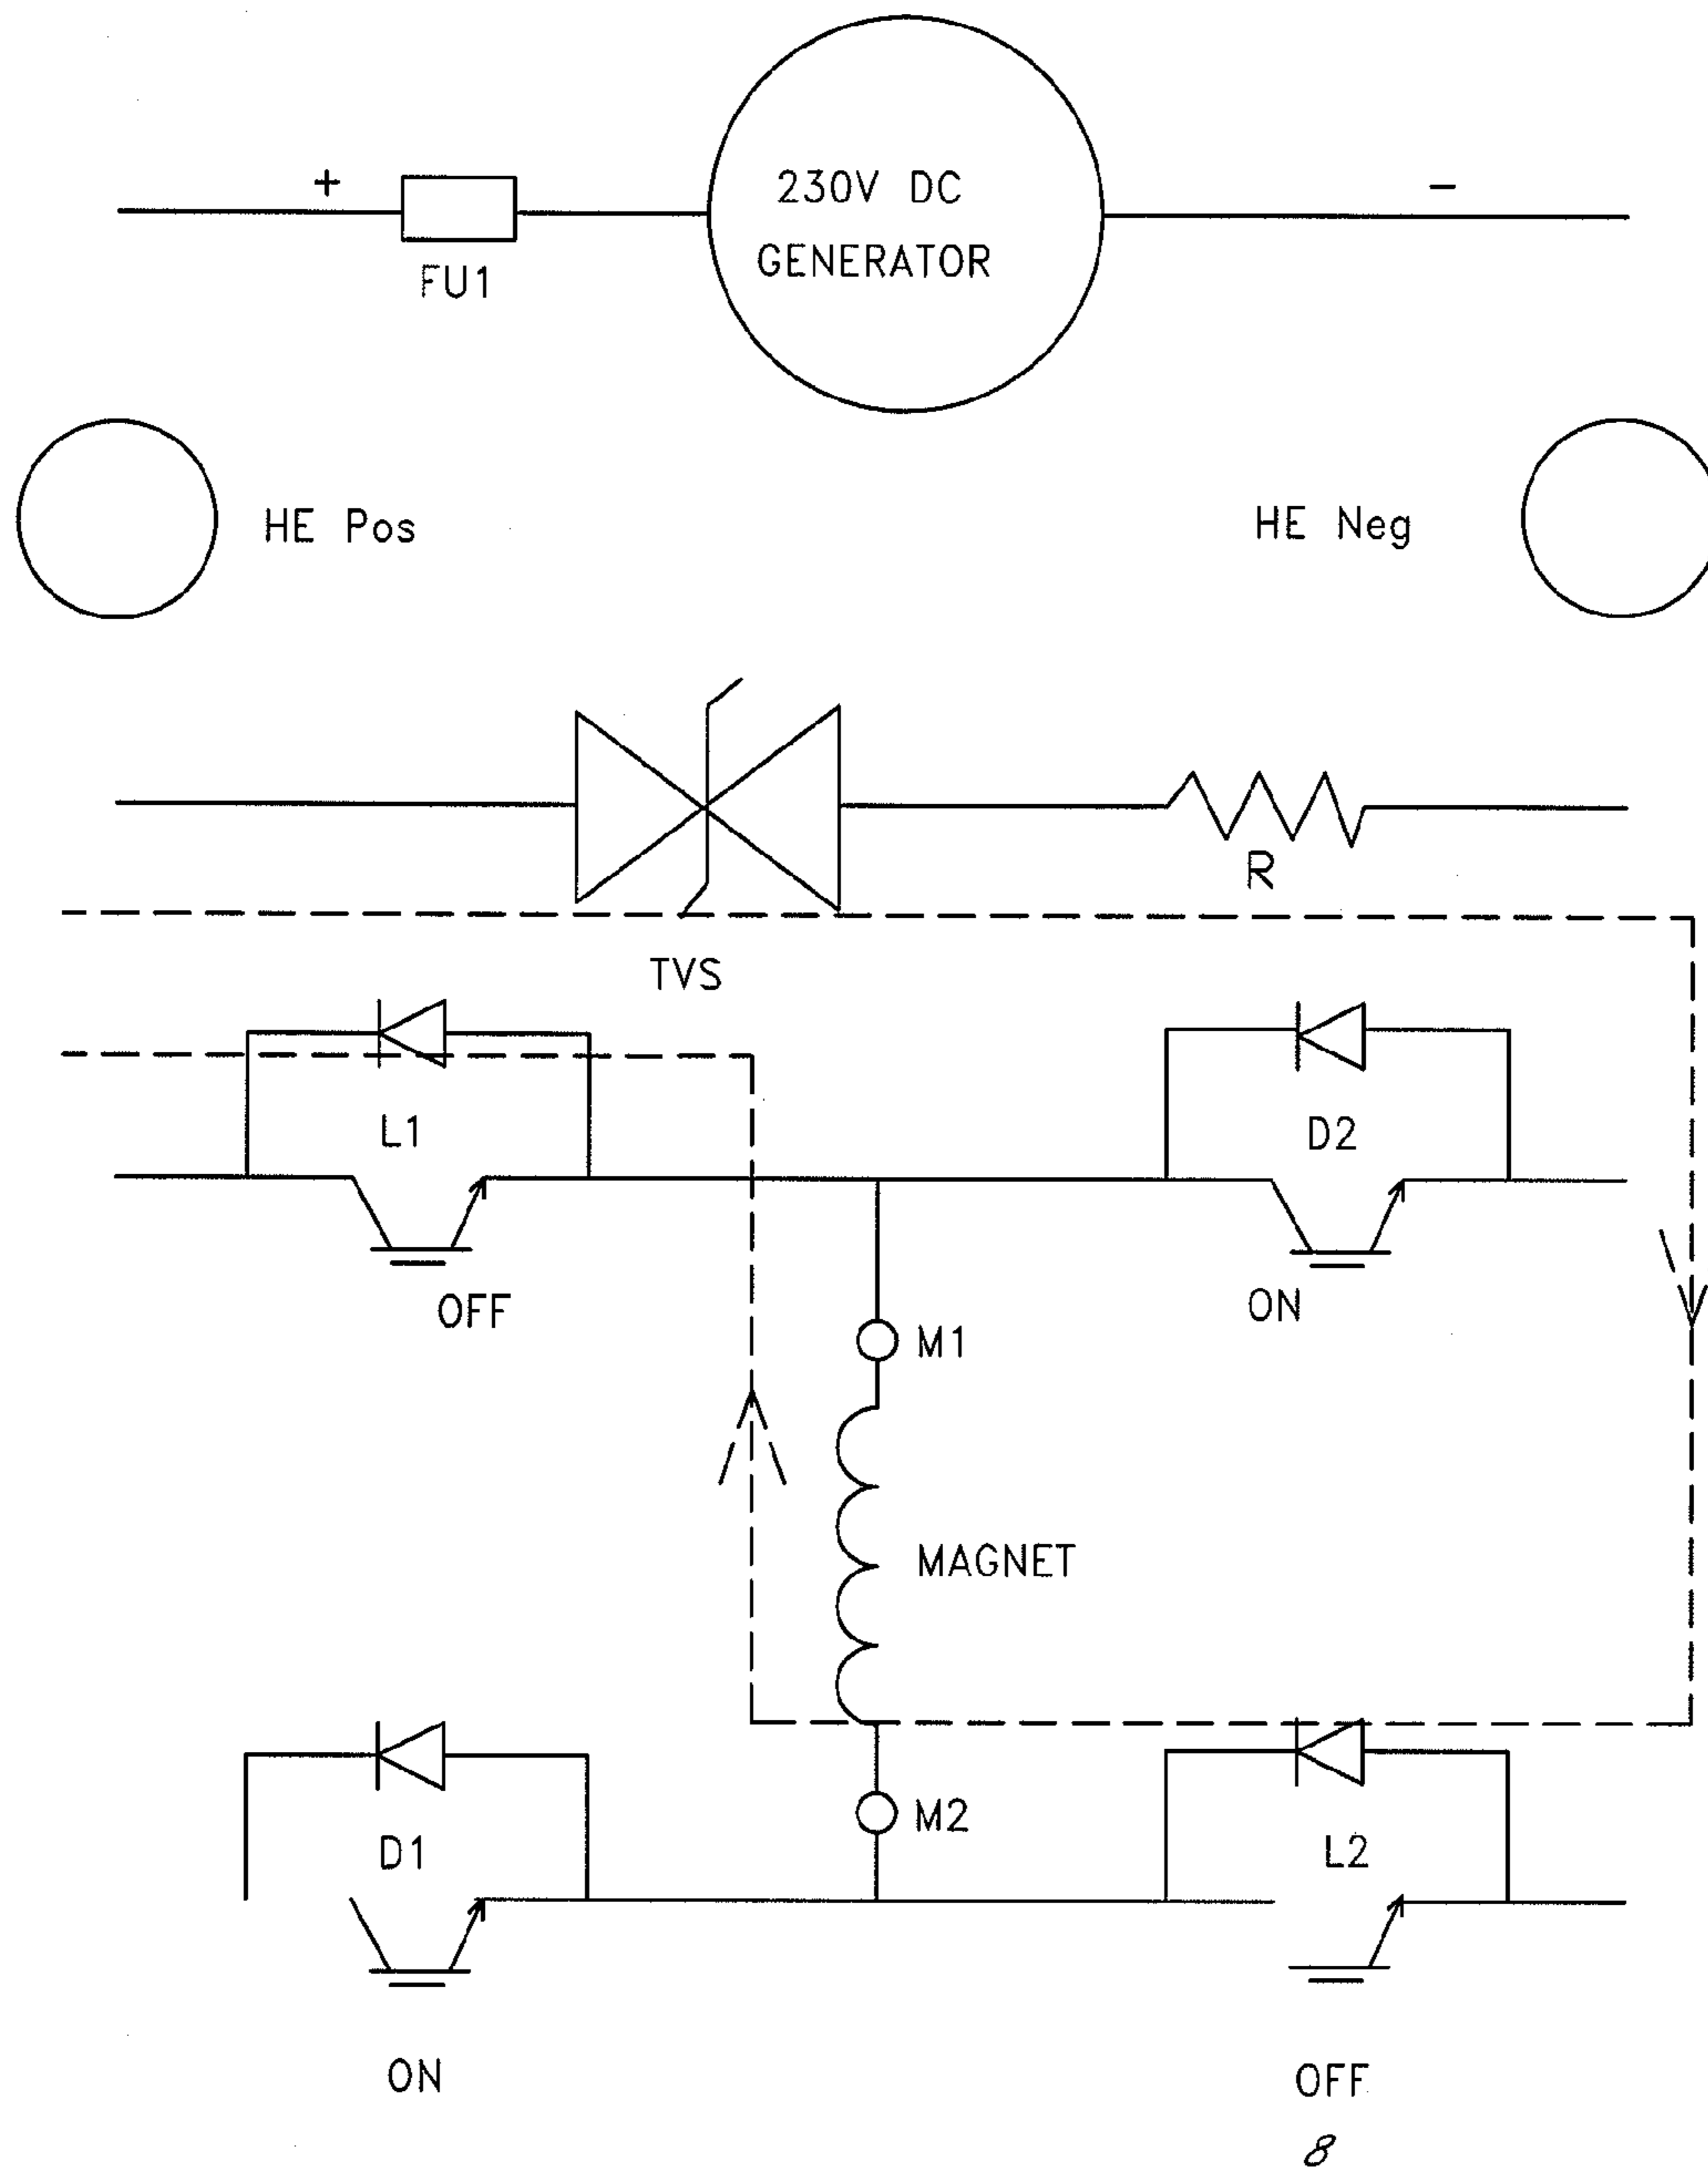 +
230V DC
GENERATOR
−
FU1
HE Pos
HE Neg
R
TVS
L1
D2
OFF
ON
M1
MAGNET
M2
D1
L2
ON
OFF
8